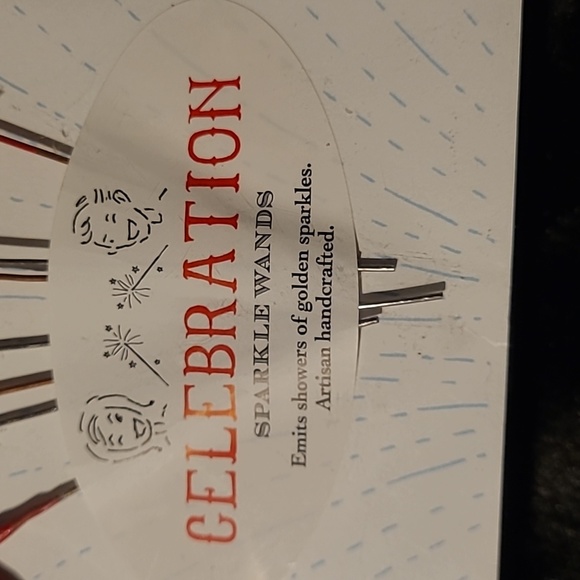 CELEBRATION
SPARKLE WANDS
Emits showers of golden sparkles.
Artisan handcrafted.